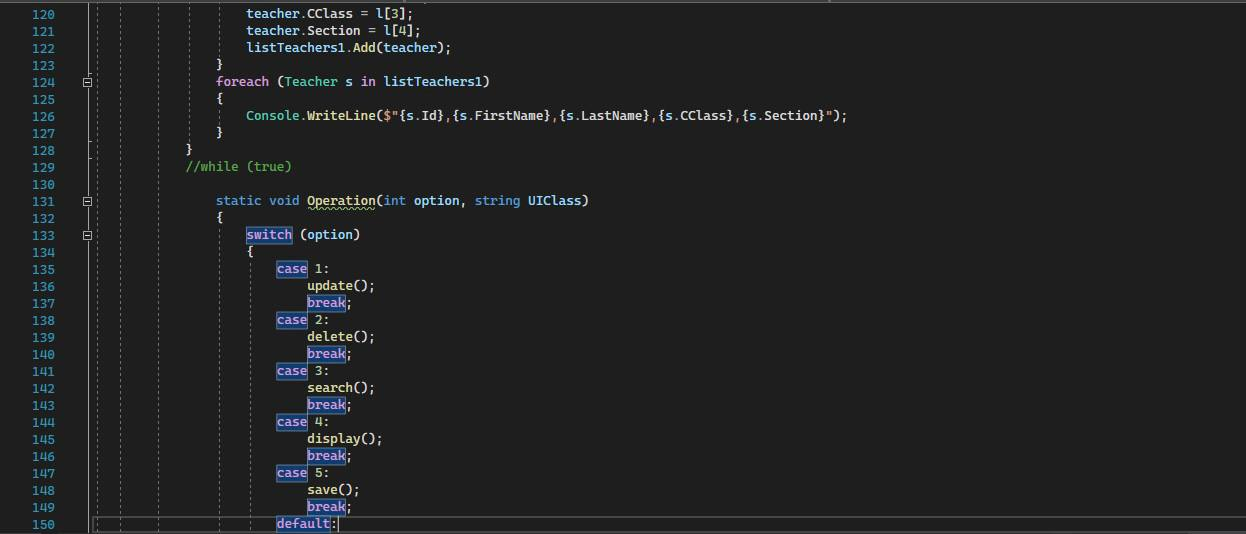 120 teacher.CClass = l[3];
121 teacher.Section = l[4];
122 listTeachers1.Add(teacher);
123 }
124 foreach (Teacher s in listTeachers1)
125 {
126 Console.WriteLine($"{s.Id},{s.FirstName},{s.LastName},{s.CClass},{s.Section}");
127 }
128 }
129 //while (true)
130
131 static void Operation(int option, string UIClass)
132 {
133 switch (option)
134 {
135 case 1:
136 update();
137 break;
138 case 2:
139 delete();
140 break;
141 case 3:
142 search();
143 break;
144 case 4:
145 display();
146 break;
147 case 5:
148 save();
149 break;
150 default: